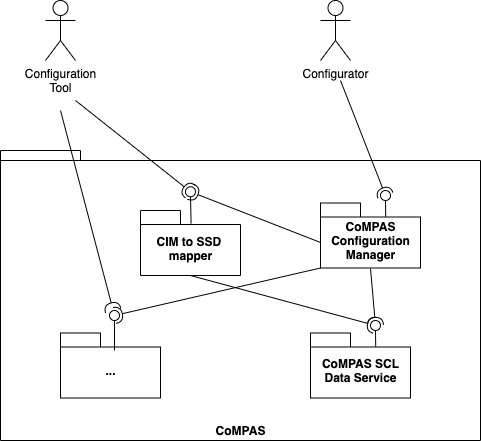 Configuration
Tool
Configurator
CIM to SSD
mapper
CoMPAS
Configuration
Manager
...
CoMPAS SCL
Data Service
CoMPAS